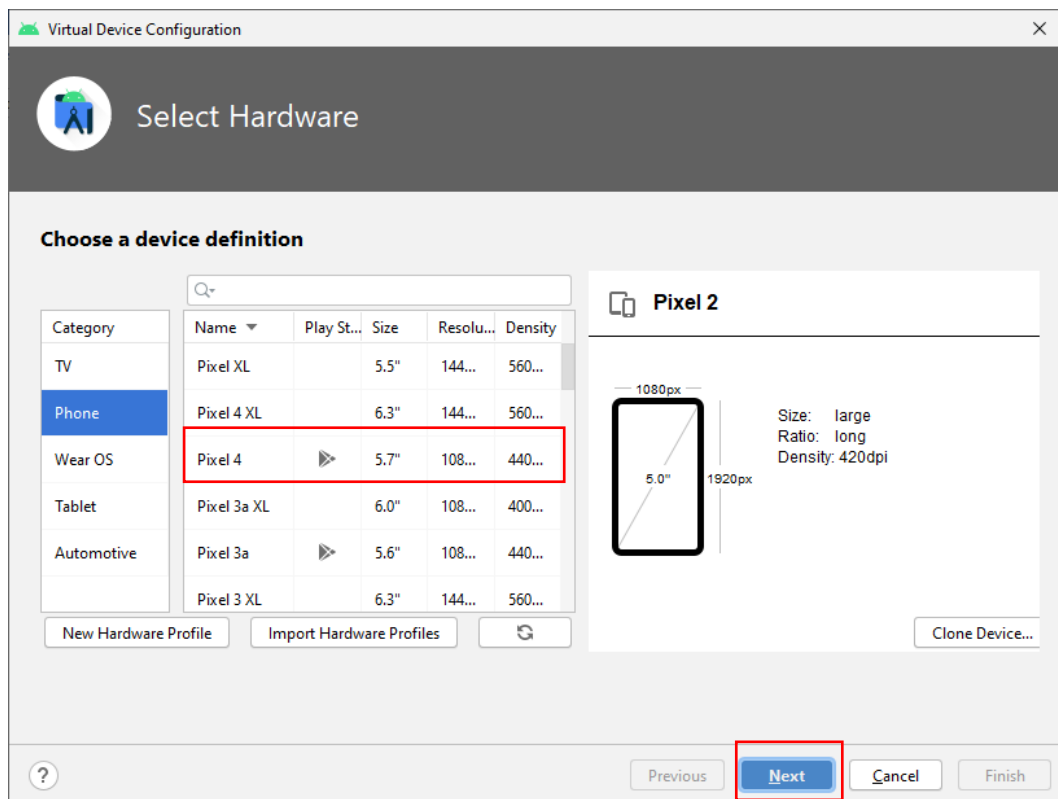 Virtual Device Configuration
Select Hardware
Choose a device definition
Category
TV
Phone
Wear OS
Tablet
Automotive
Name Play St... Size Resolu... Density
Pixel XL 5.5" 144... 560...
Pixel 4 XL 6.3" 144... 560...
Pixel 4 5.7" 108... 440...
Pixel 3a XL 6.0" 108... 400...
Pixel 3a 5.6" 108... 440...
Pixel 3 XL 6.3" 144... 560...
New Hardware Profile Import Hardware Profiles
Pixel 2
1080px
5.0" 1920px
Size: large
Ratio: long
Density: 420dpi
Clone Device...
? Previous Next Cancel Finish